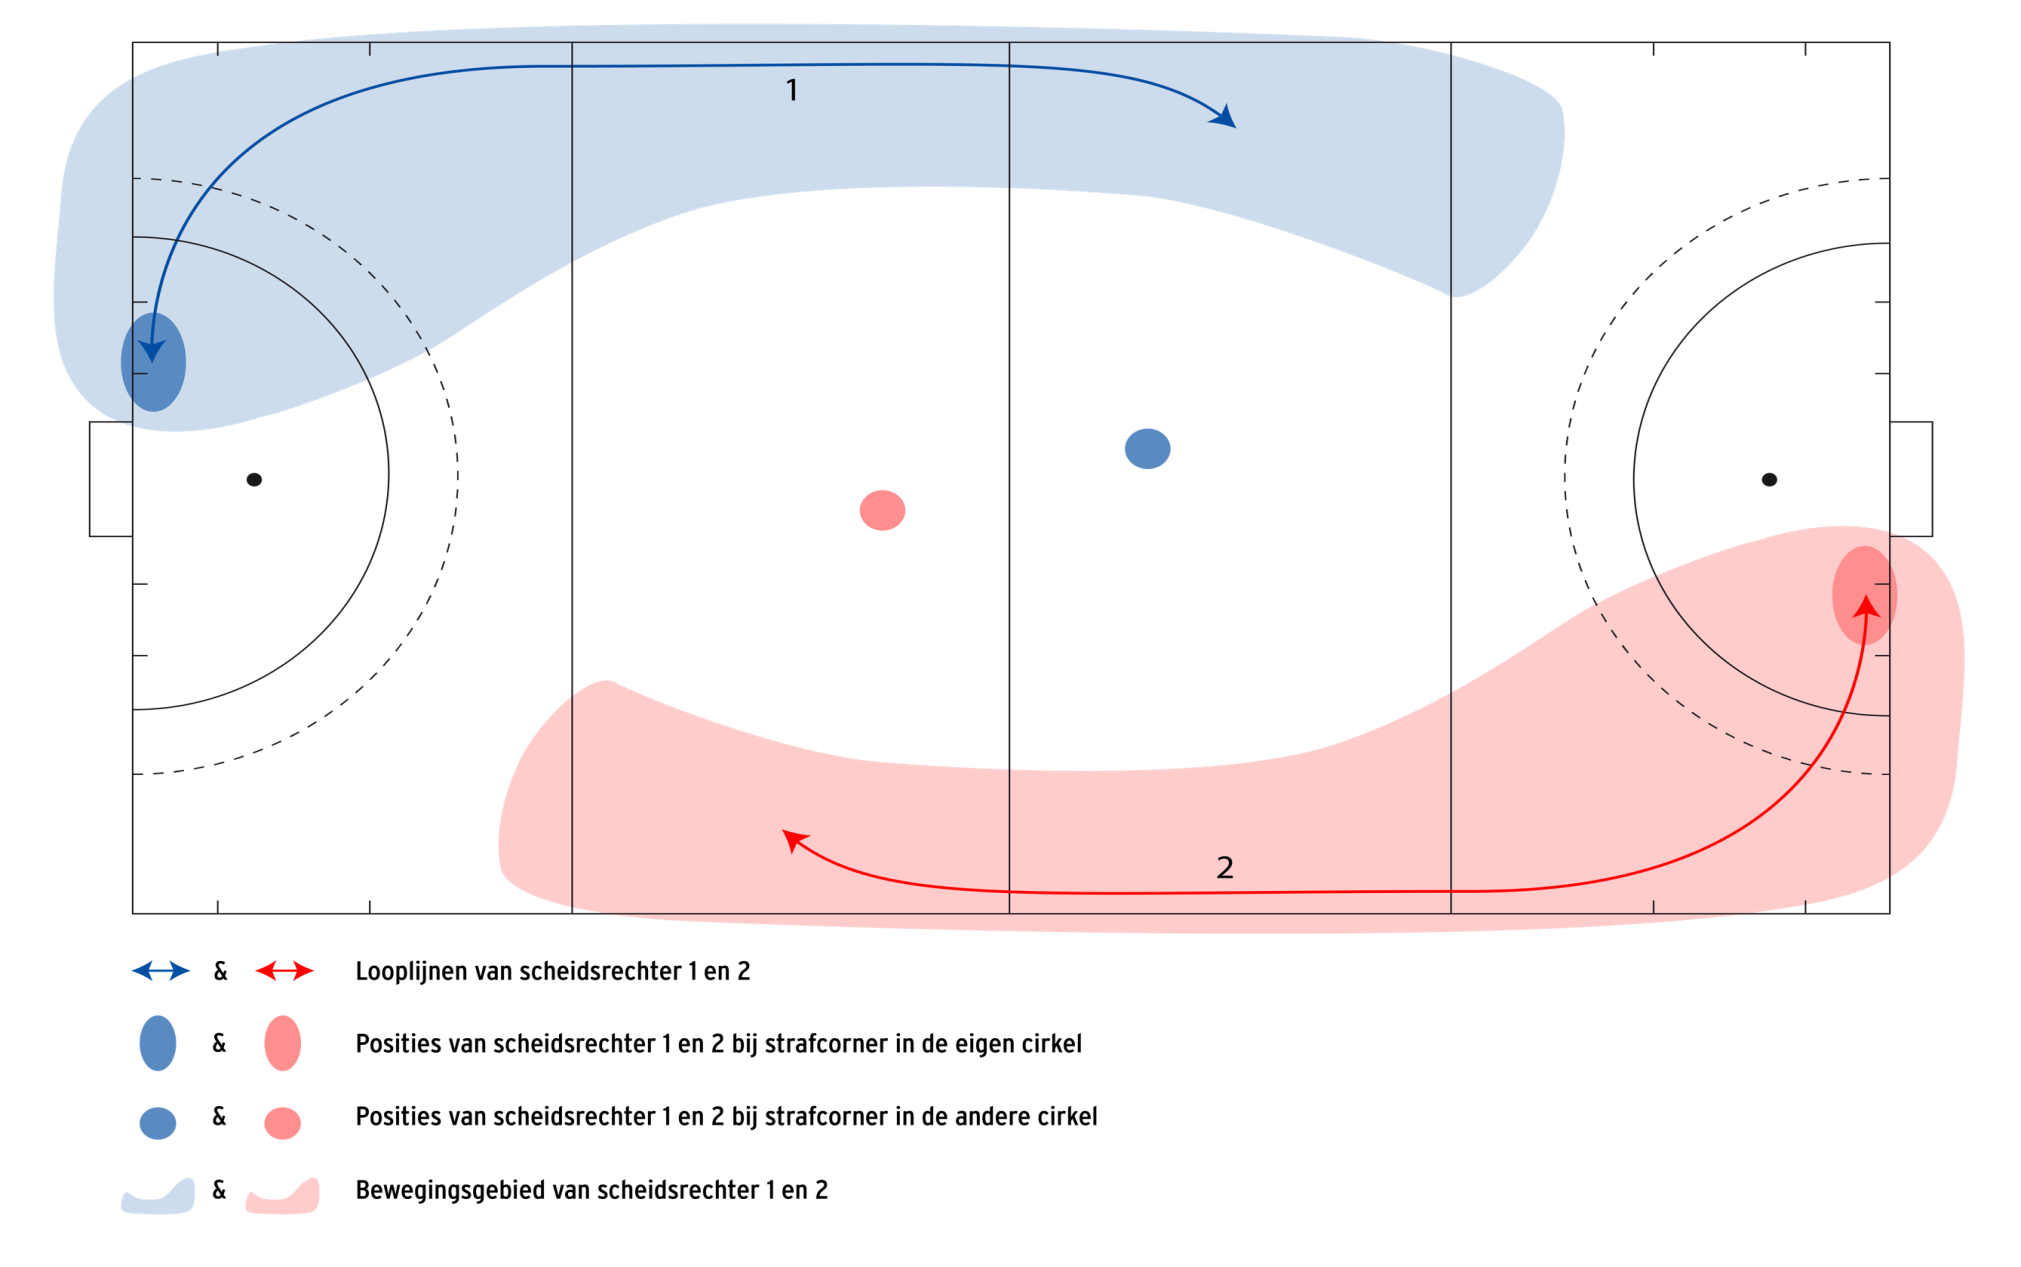 1
2
& Looplijnen van scheidsrechter 1 en 2
& Posities van scheidsrechter 1 en 2 bij strafcorner in de eigen cirkel
& Posities van scheidsrechter 1 en 2 bij strafcorner in de andere cirkel
& Bewegingsgebied van scheidsrechter 1 en 2